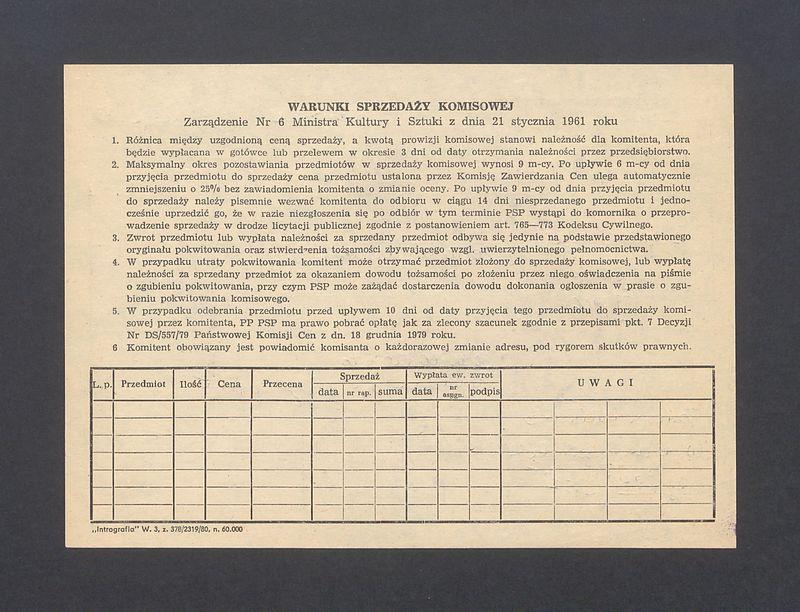 WARUNKI SPRZEDAŻY KOMISOWEJ
Zarządzenie Nr 6 Ministra Kultury i Sztuki z dnia 21 stycznia 1961 roku
1. Różnica między uzgodnioną ceną sprzedaży, a kwotą prowizji komisowej stanowi należność dla komitenta, która
będzie wypłacana w gotówce lub przelewem w okresie 3 dni od daty otrzymania należności przez przedsiębiorstwo.
2. Maksymalny okres pozostawiania przedmiotów w sprzedaży komisowej wynosi 9 m-cy. Po upływie 6 m-cy od dnia
przyjęcia przedmiotu do sprzedaży cena przedmiotu ustalona przez Komisję Zawierdzania Cen ulega automatycznie
zmniejszeniu o 25% bez zawiadomienia komitenta o zmianie oceny. Po upływie 9 m-cy od dnia przyjęcia przedmiotu
do sprzedaży należy pisemnie wezwać komitenta do odbioru w ciągu 14 dni niesprzedanego przedmiotu i jedno-
cześnie uprzedzić go, że w razie niezgłoszenia się po odbiór w tym terminie PSP wystąpi do komornika o przepro-
wadzenie sprzedaży w drodze licytacji publicznej zgodnie z postanowieniem art. 765—773 Kodeksu Cywilnego.
3. Zwrot przedmiotu lub wypłata należności za sprzedany przedmiot odbywa się jedynie na podstawie przedstawionego
oryginału pokwitowania oraz stwierdzenia tożsamości zbywającego wzgl. uwierzytelnionego pełnomocnictwa.
4. W przypadku utraty pokwitowania komitent może otrzymać przedmiot złożony do sprzedaży komisowej, lub wypłatę
należności za sprzedany przedmiot za okazaniem dowodu tożsamości po złożeniu przez niego oświadczenia na piśmie
o zgubieniu pokwitowania, przy czym PSP może zażądać dostarczenia dowodu dokonania ogłoszenia w prasie o zgu-
bieniu pokwitowania komisowego.
5. W przypadku odebrania przedmiotu przed upływem 10 dni od daty przyjęcia tego przedmiotu do sprzedaży komi-
sowej przez komitenta, PP PSP ma prawo pobrać opłatę jak za zlecony szacunek zgodnie z przepisami pkt. 7 Decyzji
Nr DS/557/79 Państwowej Komisji Cen z dn. 18 grudnia 1979 roku.
6 Komitent obowiązany jest powiadomić komisanta o każdorazowej zmianie adresu, pod rygorem skutków prawnych.
L. p. Przedmiot Ilość Cena Przecena Sprzedaż Wypłata ew. zwrot UWAGI
data nr rap. suma data nr asygn. podpis
„Intrografia" W. 3, z. 378/2319/80, n. 60.000